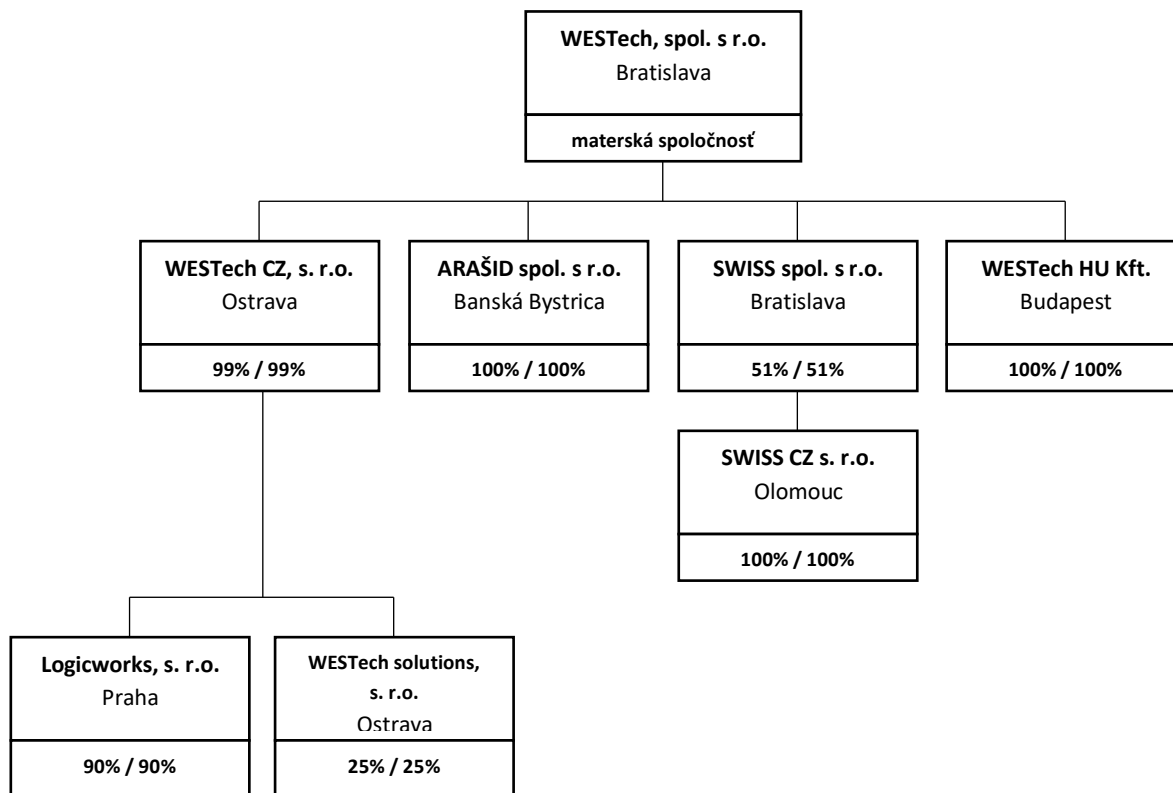 WESTech, spol. s r.o.
Bratislava
materská spoločnosť
WESTech CZ, s. r.o.
Ostrava
99% / 99%
ARAŠID spol. s r.o.
Banská Bystrica
100% / 100%
SWISS spol. s r.o.
Bratislava
51% / 51%
WESTech HU Kft.
Budapest
100% / 100%
SWISS CZ s. r.o.
Olomouc
100% / 100%
Logicworks, s. r.o.
Praha
90% / 90%
WESTech solutions,
s. r.o.
Ostrava
25% / 25%